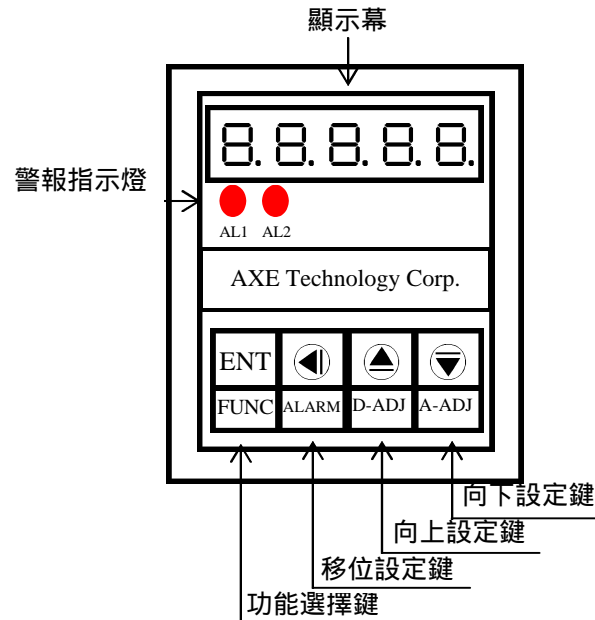 顯示幕
8.8.8.8.8.
警報指示燈
AL1 AL2
AXE Technology Corp.
ENT
FUNC ALARM D-ADJ A-ADJ
向下設定鍵
向上設定鍵
移位設定鍵
功能選擇鍵